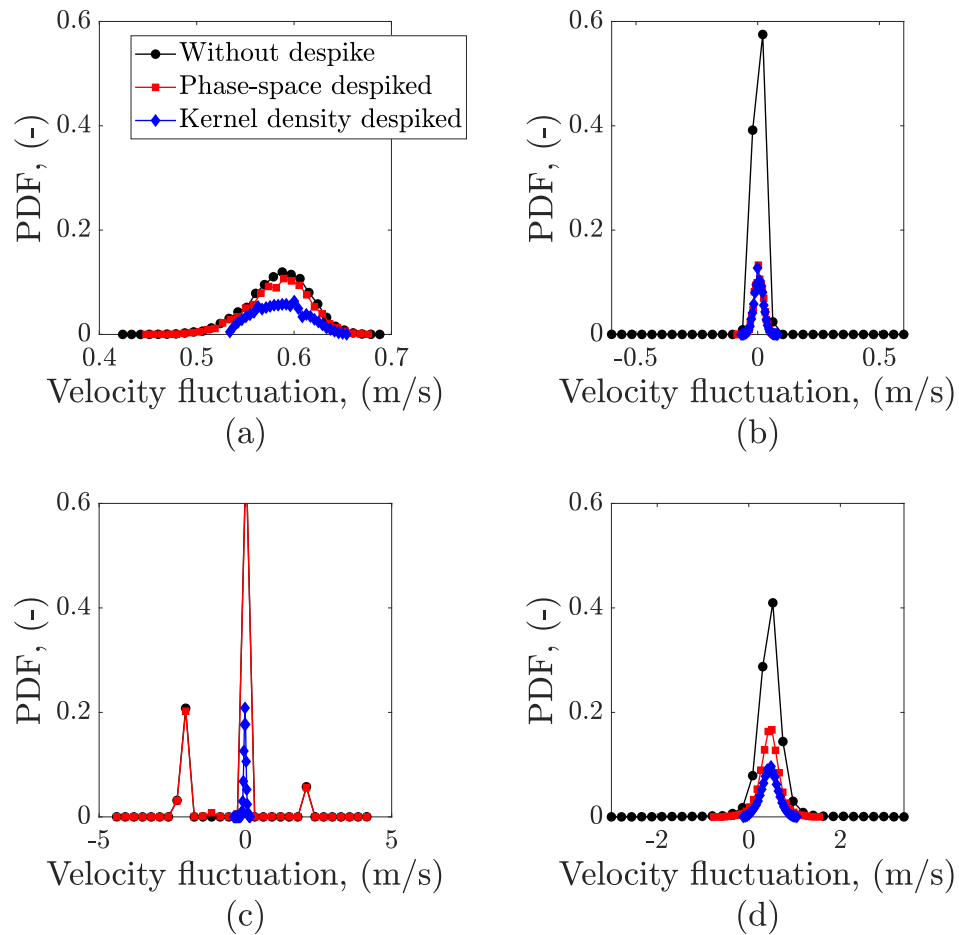 0.6
0.4
0.2
0
PDF, (-)
0.4 0.5 0.6 0.7
Velocity fluctuation, (m/s)
(a)
Without despike
Phase-space despiked
Kernel density despiked
0.6
0.4
0.2
0
PDF, (-)
-0.5 0 0.5
Velocity fluctuation, (m/s)
(b)
0.6
0.4
0.2
0
PDF, (-)
-5 0 5
Velocity fluctuation, (m/s)
(c)
0.6
0.4
0.2
0
PDF, (-)
-2 0 2
Velocity fluctuation, (m/s)
(d)